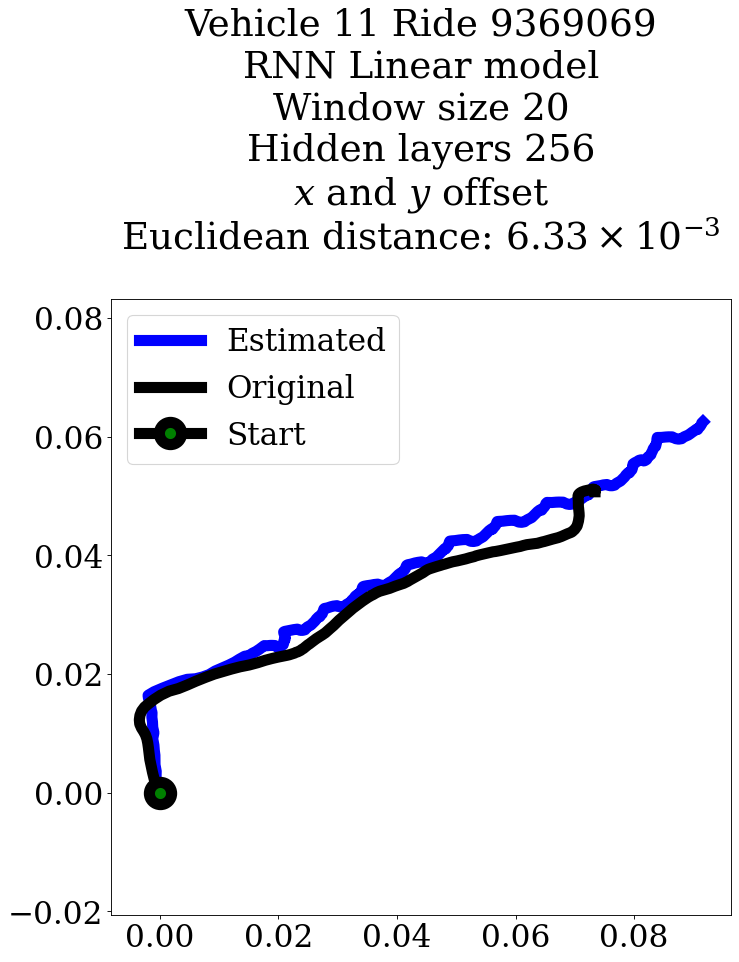 Vehicle 11 Ride 9369069
RNN Linear model
Window size 20
Hidden layers 256
x and y offset
Euclidean distance: 6.33 × 10⁻³
0.08
0.06
0.04
0.02
0.00
−0.02
Estimated
Original
Start
0.00 0.02 0.04 0.06 0.08